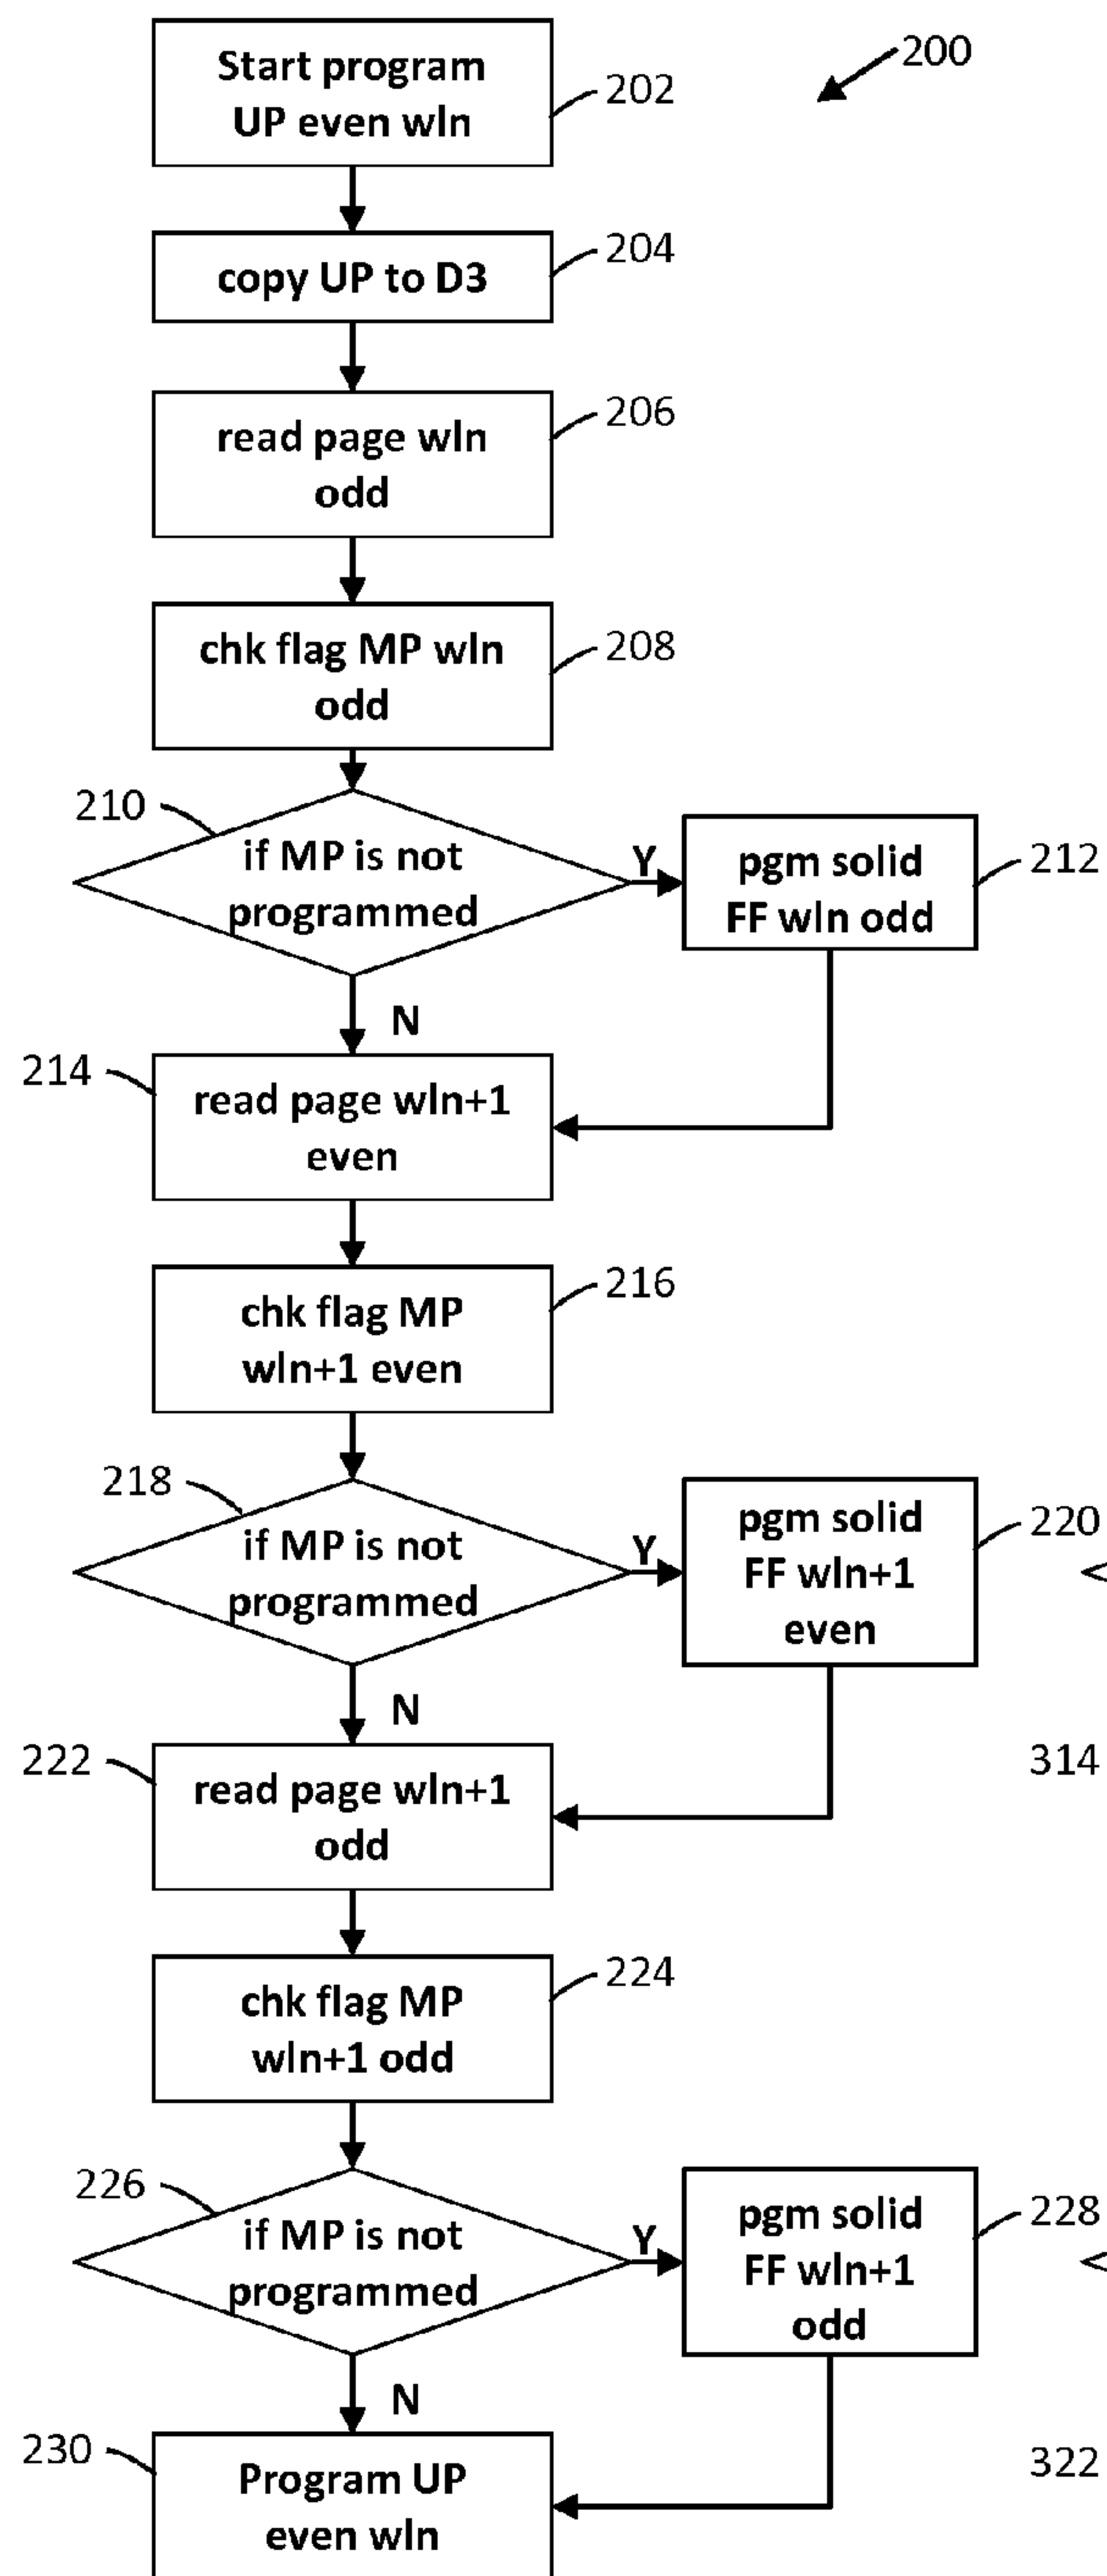 200
Start program
UP even wln
202
copy UP to D3
204
read page wln
odd
206
chk flag MP wln
odd
208
210
if MP is not
programmed
Y
pgm solid
FF wln odd
212
N
214
read page wln+1
even
chk flag MP
wln+1 even
216
218
if MP is not
programmed
Y
pgm solid
FF wln+1
even
220
N
222
read page wln+1
odd
314
chk flag MP
wln+1 odd
224
226
if MP is not
programmed
Y
pgm solid
FF wln+1
odd
228
N
230
Program UP
even wln
322